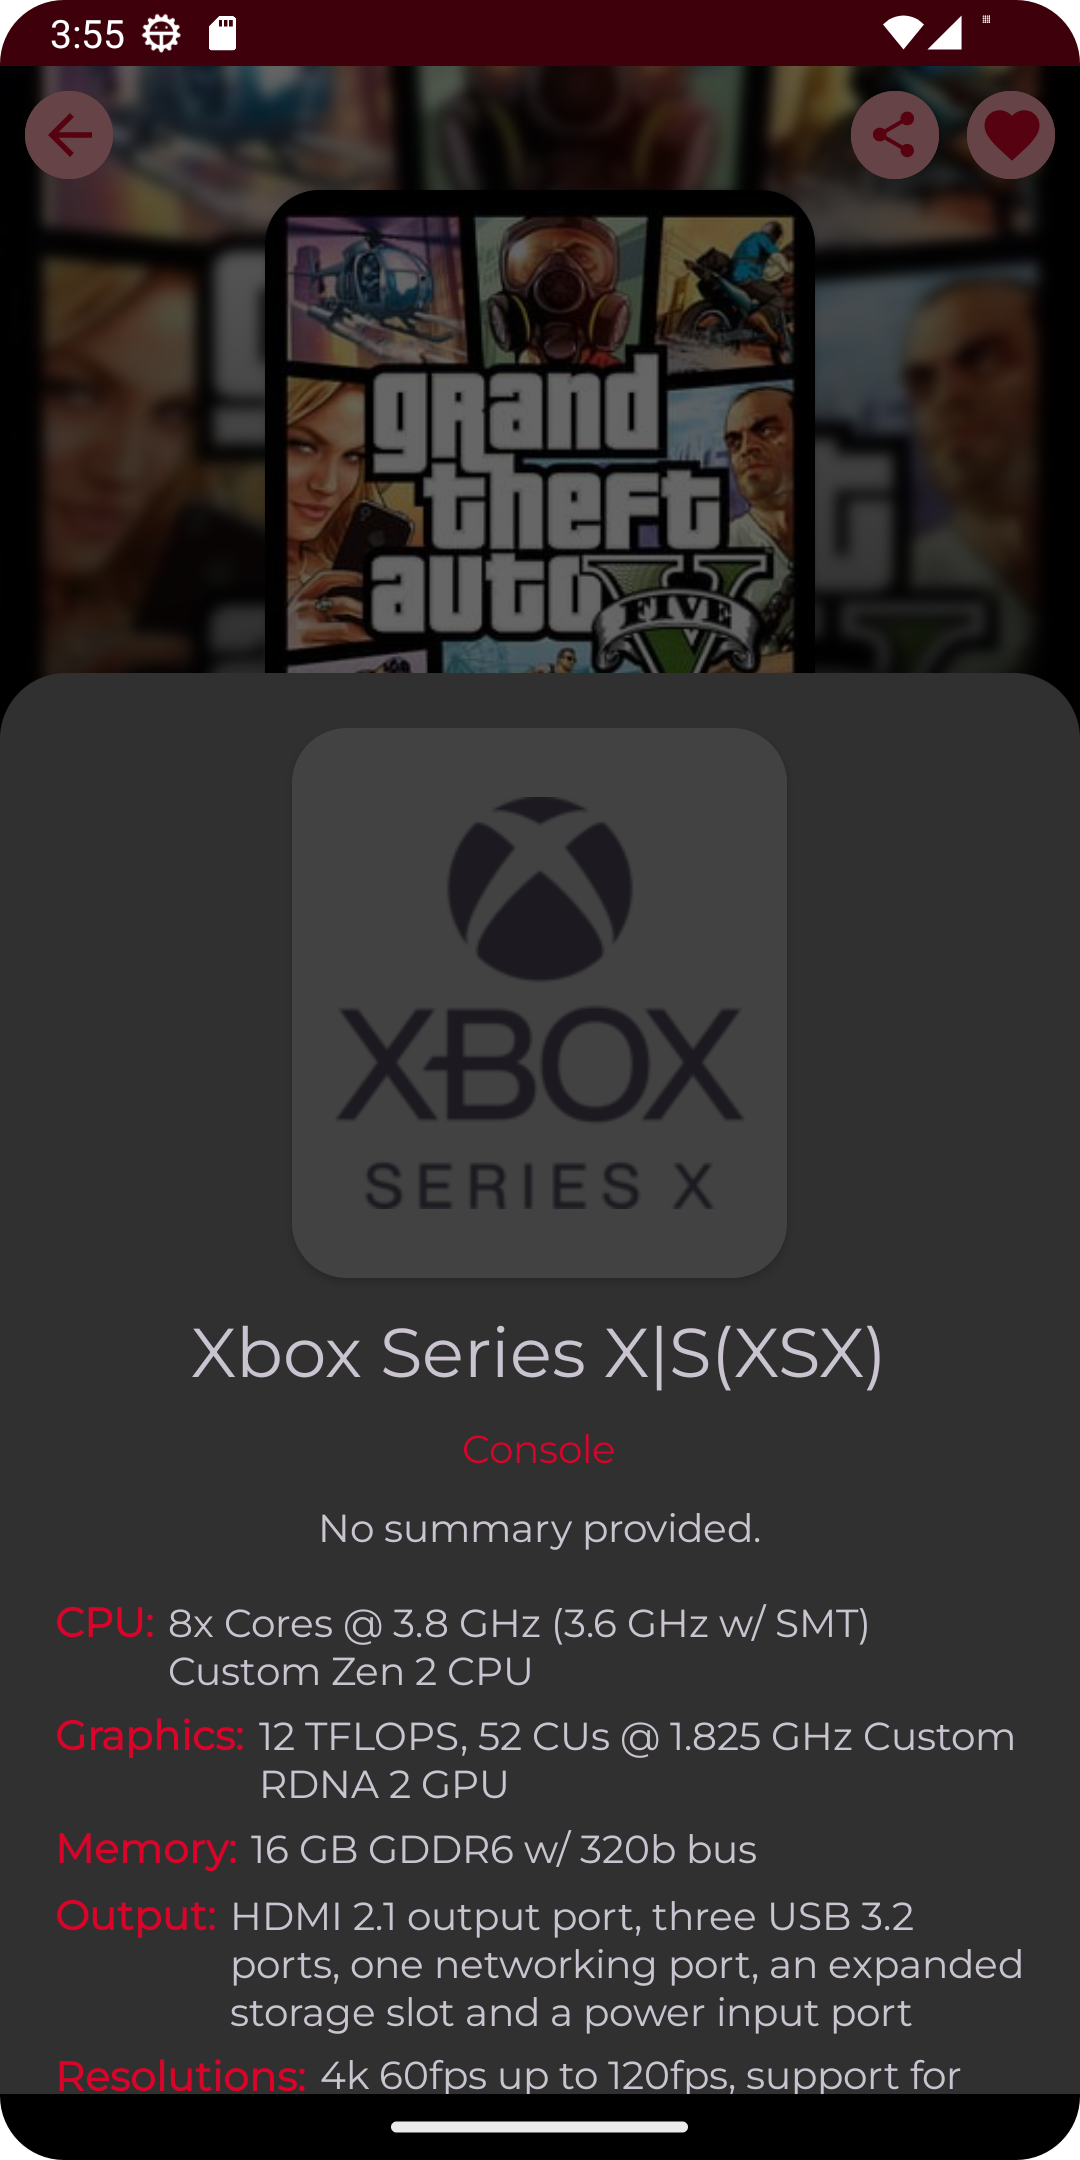 3:55
grand
theft
auto
FIVE
XBOX
SERIES X
Xbox Series X|S(XSX)
Console
No summary provided.
CPU: 8x Cores @ 3.8 GHz (3.6 GHz w/ SMT)
Custom Zen 2 CPU
Graphics: 12 TFLOPS, 52 CUs @ 1.825 GHz Custom
RDNA 2 GPU
Memory: 16 GB GDDR6 w/ 320b bus
Output: HDMI 2.1 output port, three USB 3.2
ports, one networking port, an expanded
storage slot and a power input port
Resolutions: 4k 60fps up to 120fps, support for